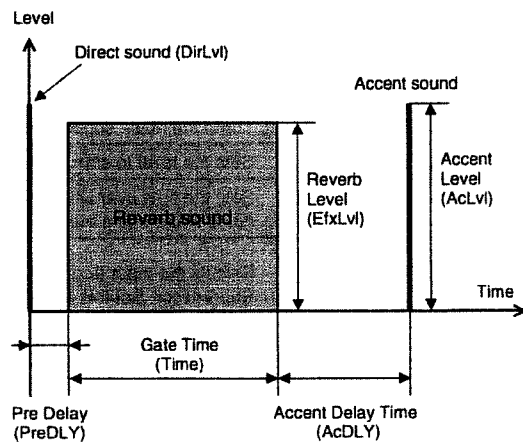 Level
Direct sound (DirLvl)
Accent sound
Reverb sound
Reverb
Level
(EfxLvl)
Accent
Level
(AcLvl)
Time
Gate Time
(Time)
Pre Delay
(PreDLY)
Accent Delay Time
(AcDLY)